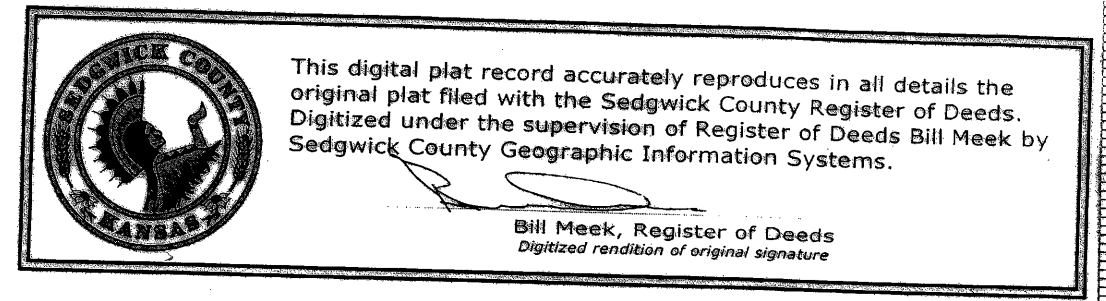 SEDGWICK COUNTY
KANSAS
This digital plat record accurately reproduces in all details the
original plat filed with the Sedgwick County Register of Deeds.
Digitized under the supervision of Register of Deeds Bill Meek by
Sedgwick County Geographic Information Systems.
Bill Meek, Register of Deeds
Digitized rendition of original signature